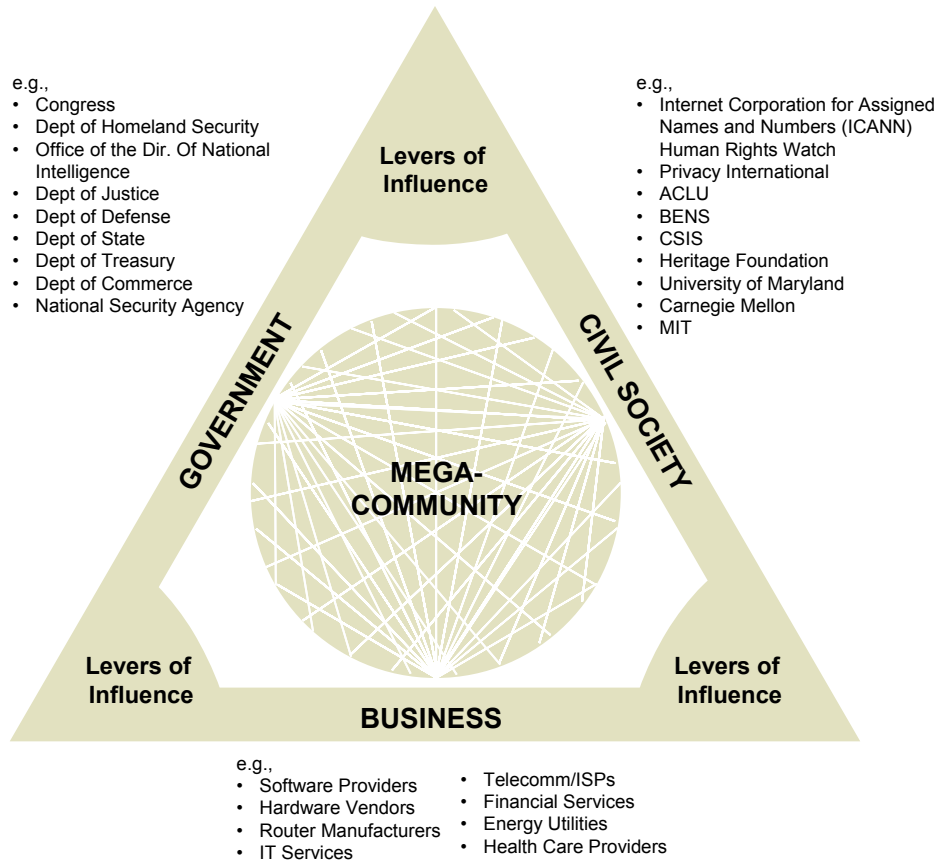 e.g.,
• Congress
• Dept of Homeland Security
• Office of the Dir. Of National
Intelligence
• Dept of Justice
• Dept of Defense
• Dept of State
• Dept of Treasury
• Dept of Commerce
• National Security Agency
e.g.,
• Internet Corporation for Assigned
Names and Numbers (ICANN)
Human Rights Watch
• Privacy International
• ACLU
• BENS
• CSIS
• Heritage Foundation
• University of Maryland
• Carnegie Mellon
• MIT
Levers of
Influence
GOVERNMENT
CIVIL SOCIETY
MEGA-
COMMUNITY
Levers of
Influence
Levers of
Influence
BUSINESS
e.g.,
• Software Providers
• Hardware Vendors
• Router Manufacturers
• IT Services
• Telecomm/ISPs
• Financial Services
• Energy Utilities
• Health Care Providers